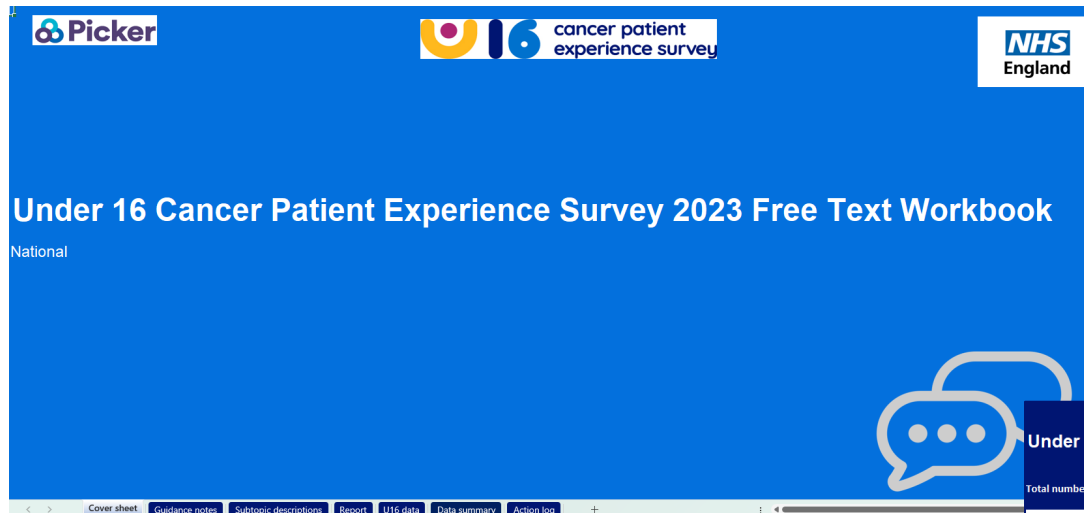 Picker
U16 cancer patient
experience survey
NHS
England
Under 16 Cancer Patient Experience Survey 2023 Free Text Workbook
National
Under
Total numbe
Cover sheet Guidance notes Subtopic descriptions Report U16 data Data summary Action log